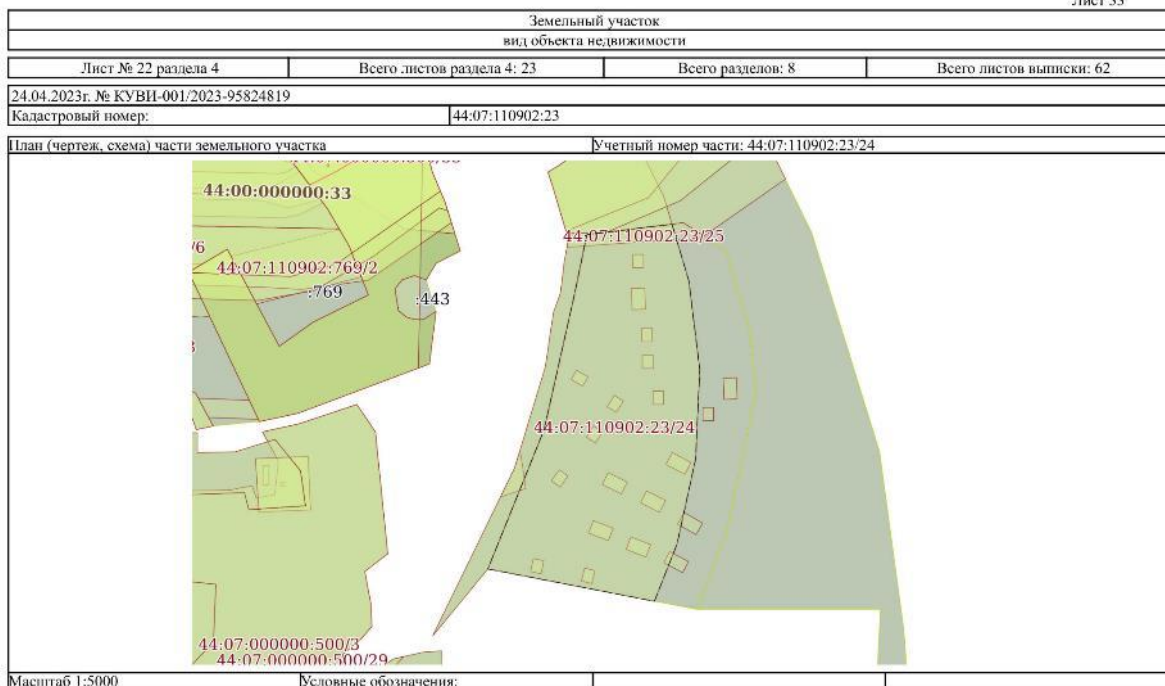 Лист 33
Земельный участок
вид объекта недвижимости
Лист № 22 раздела 4 Всего листов раздела 4: 23 Всего разделов: 8 Всего листов выписки: 62
24.04.2023г. № КУВИ-001/2023-95824819
Кадастровый номер: 44:07:110902:23
План (чертеж, схема) части земельного участка Учетный номер части: 44:07:110902:23/24
44:00:000000:33
44:07:110902:23/25
/6
44:07:110902:769/2
:769
:443
44:07:110902:23/24
44:07:000000:500/3
44:07:000000:500/29
Масштаб 1:5000 Условные обозначения: